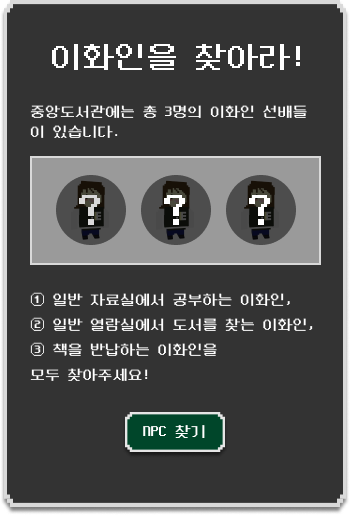 이화인을 찾아라!
중앙도서관에는 총 3명의 이화인 선배들
이 있습니다.
? ? ?
① 일반 자료실에서 공부하는 이화인,
② 일반 열람실에서 도서를 찾는 이화인,
③ 책을 반납하는 이화인을
모두 찾아주세요!
NPC 찾기